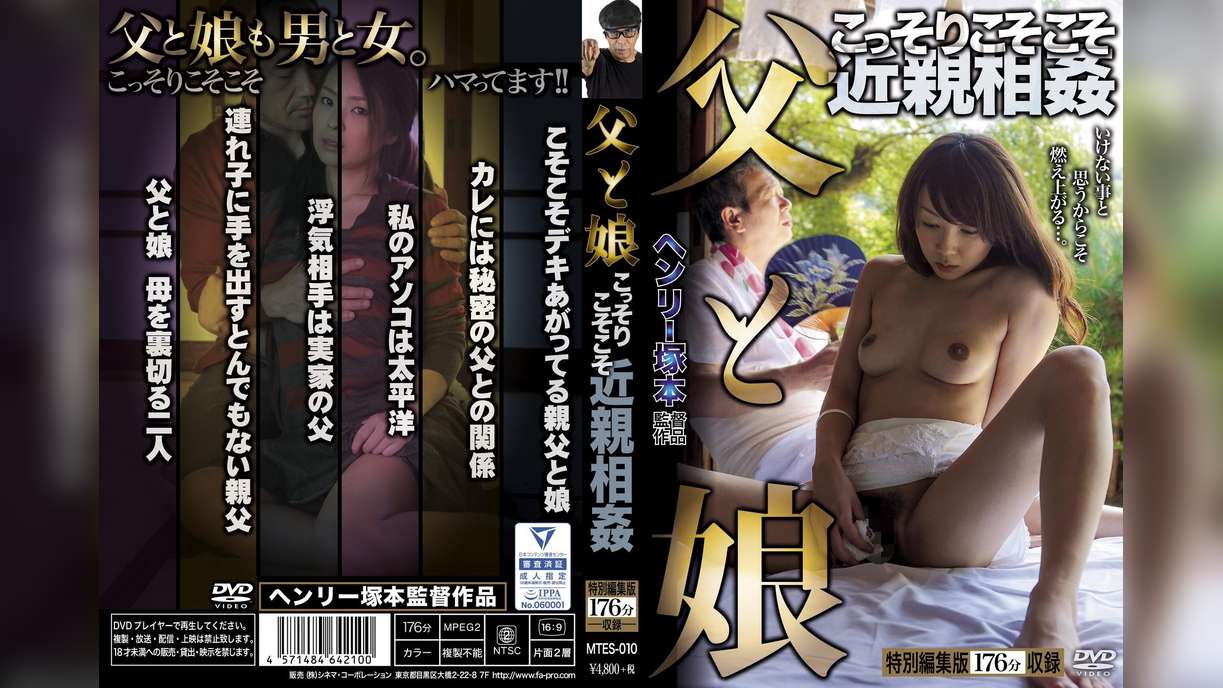 父と娘も男と女。
こっそりこそこそ
ハマってます!!
こそこそデキあがってる親父と娘
カレには秘密の父との関係
私のアソコは太平洋
浮気相手は実家の父
連れ子に手を出すとんでもない親父
父と娘 母を裏切る二人
DVD
VIDEO
ヘンリー塚本監督作品
日本コンテンツ審査センター
審査済証
成人指定
IPPA
No.060001
DVDプレイヤーで再生してください。
複製・放送・配信・上映は禁止です。
18才未満への販売・貸出・映示を禁じます。
4 571484 642100
176分
MPEG2
2
NTSC
16:9
カラー
複製不能
片面2層
販売 (株)シネマ・コーポレーション 東京都目黒区大橋2-22-8 7F http://www.fa-pro.com/
父と娘
こっそり
こそこそ
近親相姦
特別編集版
176分
収録
MTES-010
¥4,800+税
こっそりこそこそ
近親相姦
いけない事と
思うからこそ
燃え上がる…。
父と娘
ヘンリー塚本
監督
作品
特別編集版 176分 収録
DVD
VIDEO